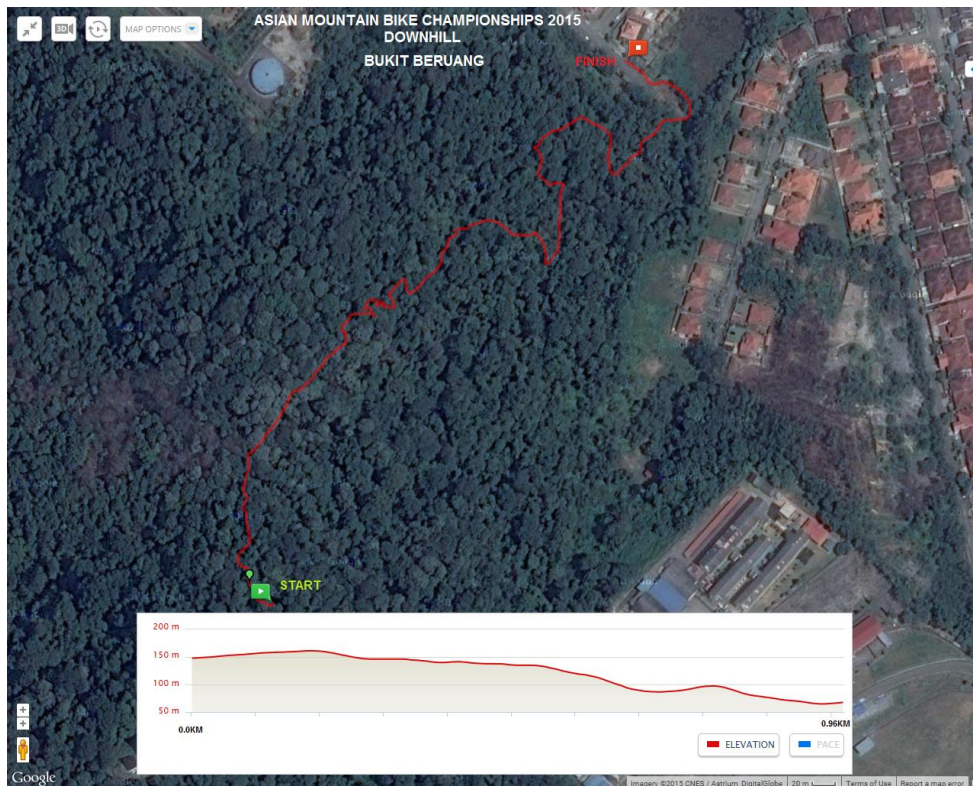 3D
MAP OPTIONS
ASIAN MOUNTAIN BIKE CHAMPIONSHIPS 2015
DOWNHILL
BUKIT BERUANG
FINISH
START
200 m
150 m
100 m
50 m
0.0KM
0.96KM
ELEVATION
PACE
Google
Imagery ©2015 CNES / Astrium, DigitalGlobe
20 m
Terms of Use
Report a map error